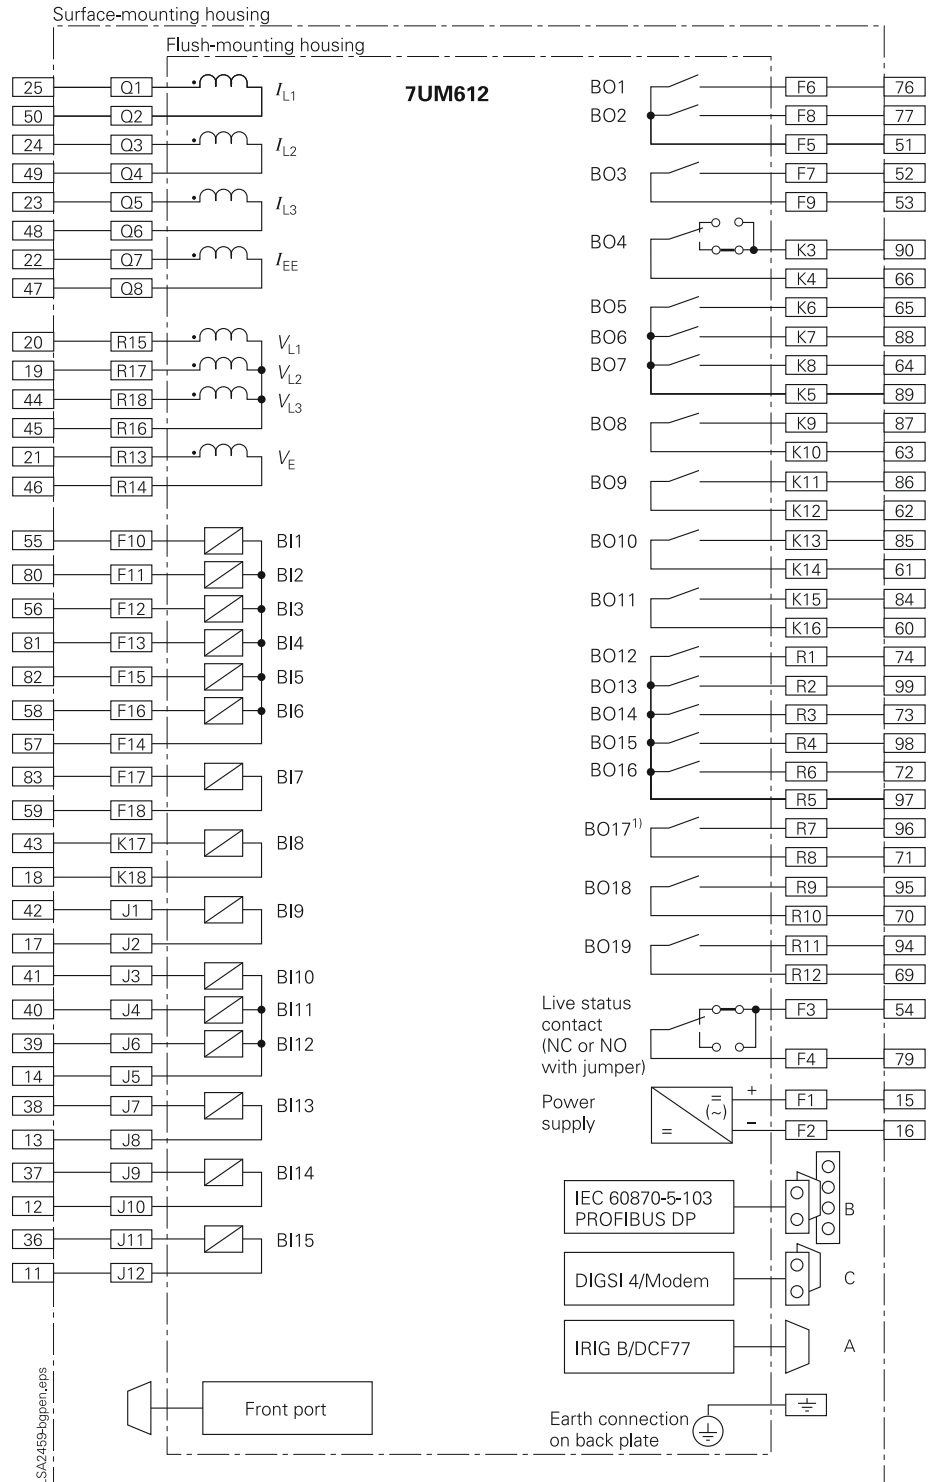 Surface-mounting housing
Flush-mounting housing
7UM612
25 Q1 I L1
50 Q2
24 Q3 I L2
49 Q4
23 Q5 I L3
48 Q6
22 Q7 I EE
47 Q8
20 R15 V L1
19 R17 V L2
44 R18 V L3
45 R16
21 R13 V E
46 R14
55 F10 BI1
80 F11 BI2
56 F12 BI3
81 F13 BI4
82 F15 BI5
58 F16 BI6
57 F14
83 F17 BI7
59 F18
43 K17 BI8
18 K18
42 J1 BI9
17 J2
41 J3 BI10
40 J4 BI11
39 J6 BI12
14 J5
38 J7 BI13
13 J8
37 J9 BI14
12 J10
36 J11 BI15
11 J12
Front port
LSA2459-bgpen.eps
BO1 F6 76
BO2 F8 77
F5 51
BO3 F7 52
F9 53
BO4 K3 90
K4 66
BO5 K6 65
BO6 K7 88
BO7 K8 64
K5 89
BO8 K9 87
K10 63
BO9 K11 86
K12 62
BO10 K13 85
K14 61
BO11 K15 84
K16 60
BO12 R1 74
BO13 R2 99
BO14 R3 73
BO15 R4 98
BO16 R6 72
R5 97
BO17 1) R7 96
R8 71
BO18 R9 95
R10 70
BO19 R11 94
R12 69
Live status
contact
(NC or NO
with jumper)
F3 54
F4 79
Power
supply
= (~) =
+ F1 15
− F2 16
IEC 60870-5-103
PROFIBUS DP
B
DIGSI 4/Modem
C
IRIG B/DCF77
A
Earth connection
on back plate